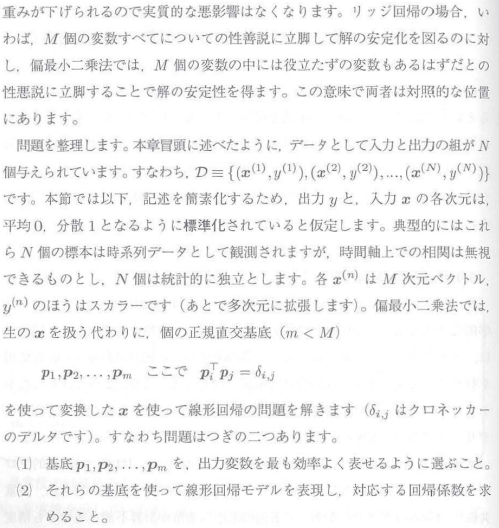 重みが下げられるので実質的な悪影響はなくなります。リッジ回帰の場合，い
わば，M 個の変数すべてについての性善説に立脚して解の安定化を図るのに対
し，偏最小二乗法では，M 個の変数の中には役立たずの変数もあるはずだとの
性悪説に立脚することで解の安定性を得ます。この意味で両者は対照的な位置
にあります。
問題を整理します。本章冒頭に述べたように，データとして入力と出力の組が N
個与えられています。すなわち，D ≡ {(x^(1), y^(1)), (x^(2), y^(2)), ..., (x^(N), y^(N))}
です。本節では以下，記述を簡素化するため，出力 y と，入力 x の各次元は，
平均 0，分散 1 となるように標準化されていると仮定します。典型的にはこれ
ら N 個の標本は時系列データとして観測されますが，時間軸上での相関は無視
できるものとし，N 個は統計的に独立とします。各 x^(n) は M 次元ベクトル，
y^(n) のほうはスカラーです（あとで多次元に拡張します）。偏最小二乗法では，
生の x を扱う代わりに，個の正規直交基底（m < M）
p₁, p₂, . . . , pₘ ここで pᵢ^⊤ pⱼ = δᵢ,ⱼ
を使って変換した x を使って線形回帰の問題を解きます（δᵢ,ⱼ はクロネッカー
のデルタです）。すなわち問題はつぎの二つあります。
(1) 基底 p₁, p₂, . . . , pₘ を，出力変数を最も効率よく表せるように選ぶこと。
(2) それらの基底を使って線形回帰モデルを表現し，対応する回帰係数を求
めること。